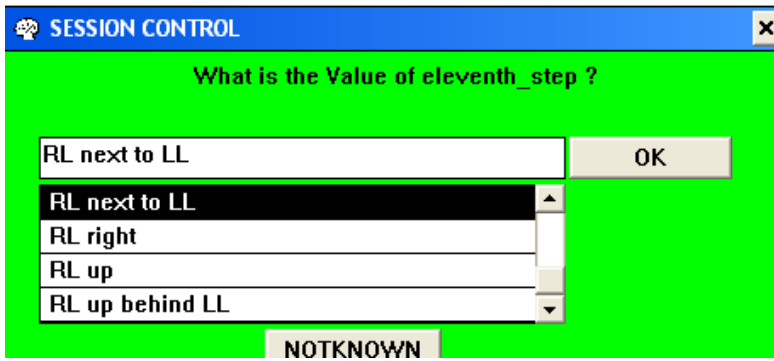 SESSION CONTROL
What is the Value of eleventh_step ?
RL next to LL
OK
RL next to LL
RL right
RL up
RL up behind LL
NOTKNOWN